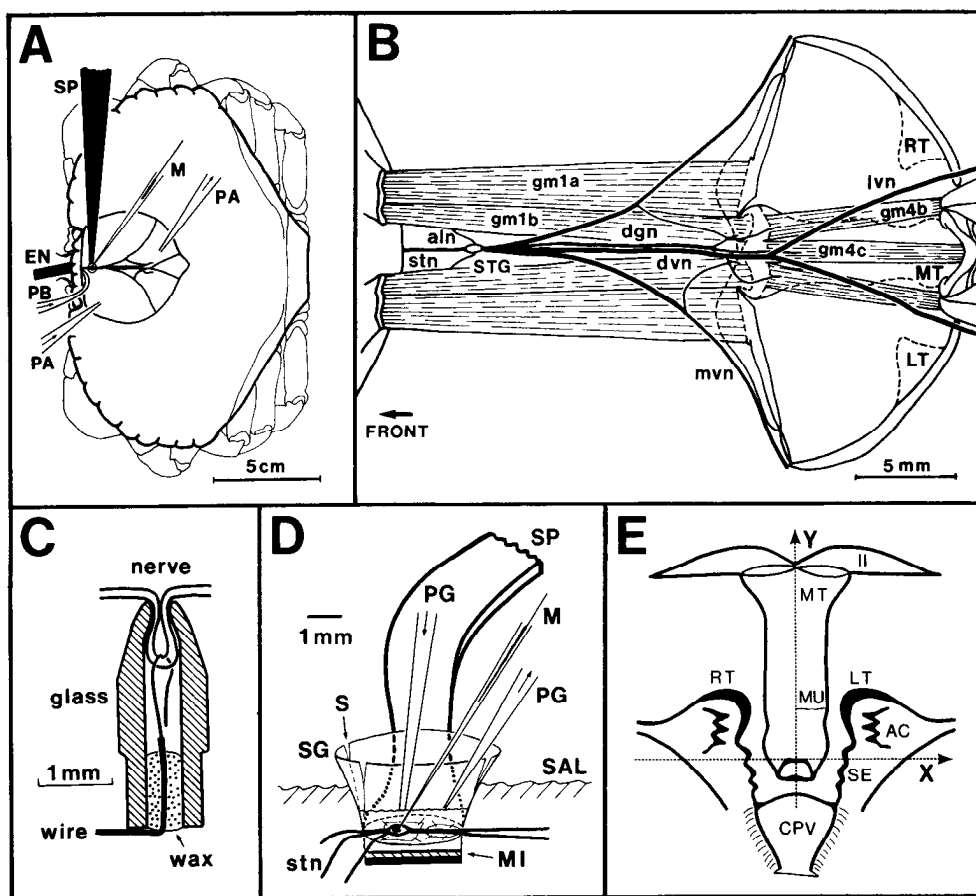 A
SP
M
PA
EN
PB
PA
5cm
B
RT
lvn
gm1a
gm4b
gm1b
aln
dgn
gm4c
stn
STG
dvn
MT
mvn
LT
FRONT
5 mm
C
nerve
glass
1mm
wire
wax
D
SP
PG
M
1mm
PG
S
SG
SAL
stn
MI
E
Y
II
MT
RT
LT
MU
AC
SE
X
CPV